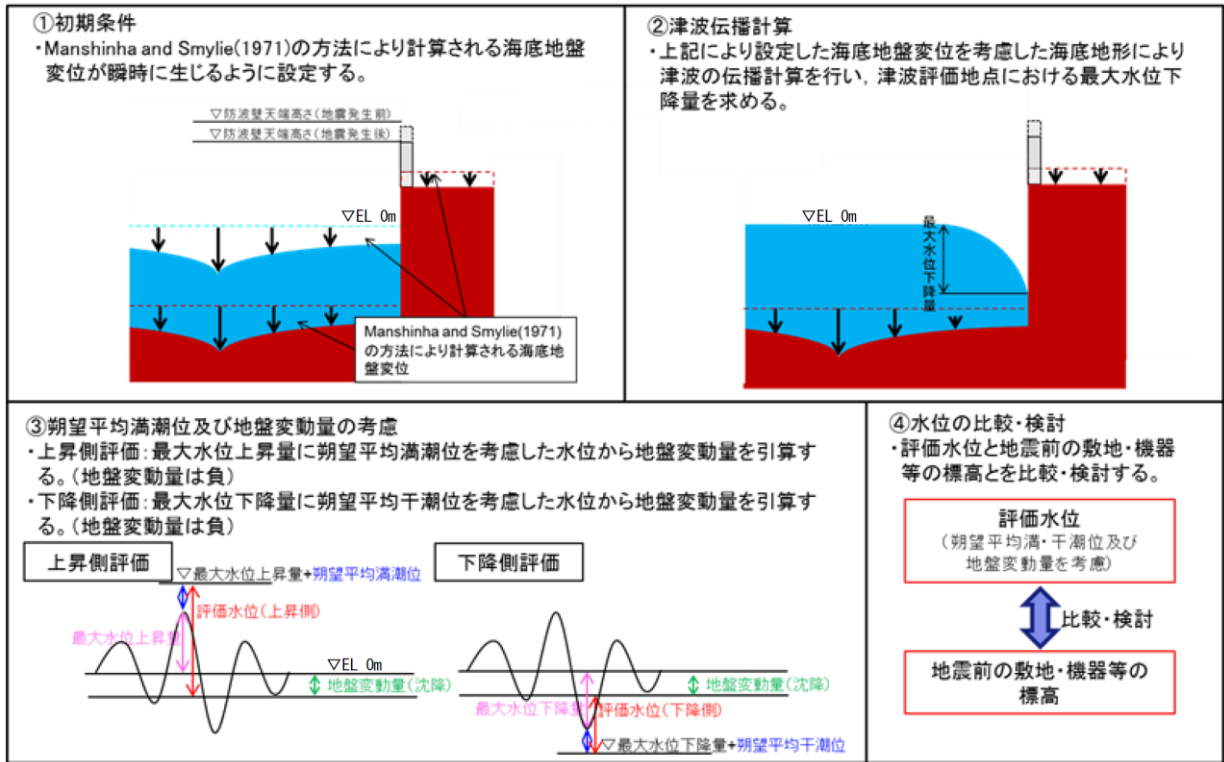 ①初期条件
・Manshinha and Smylie(1971)の方法により計算される海底地盤
変位が瞬時に生じるように設定する。
▽防波壁天端高さ(地震発生前)
▽防波壁天端高さ(地震発生後)
▽EL 0m
Manshinha and Smylie(1971)
の方法により計算される海底地
盤変位
②津波伝播計算
・上記により設定した海底地盤変位を考慮した海底地形により
津波の伝播計算を行い，津波評価地点における最大水位下
降量を求める。
▽EL 0m
最大水位下降量
③朔望平均満潮位及び地盤変動量の考慮
・上昇側評価：最大水位上昇量に朔望平均満潮位を考慮した水位から地盤変動量を引算す
る。(地盤変動量は負)
・下降側評価：最大水位下降量に朔望平均干潮位を考慮した水位から地盤変動量を引算す
る。(地盤変動量は負)
上昇側評価
▽最大水位上昇量+朔望平均満潮位
評価水位(上昇側)
最大水位上昇量
▽EL 0m
地盤変動量(沈降)
下降側評価
地盤変動量(沈降)
最大水位下降量
評価水位(下降側)
▽最大水位下降量+朔望平均干潮位
④水位の比較・検討
・評価水位と地震前の敷地・機器
等の標高とを比較・検討する。
評価水位
(朔望平均満・干潮位及び
地盤変動量を考慮)
比較・検討
地震前の敷地・機器等の
標高